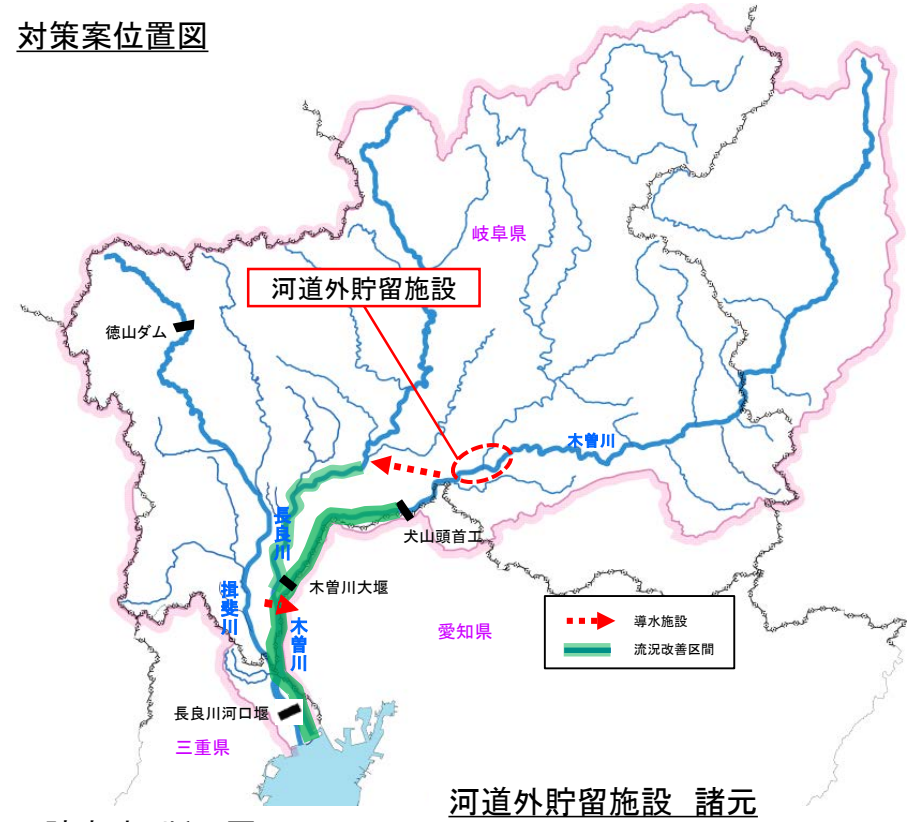 対策案位置図
岐阜県
河道外貯留施設
徳山ダム
木曽川
長良川
犬山頭首工
木曽川大堰
揖斐川
木曽川
愛知県
導水施設
流況改善区間
長良川河口堰
三重県
河道外貯留施設 諸元